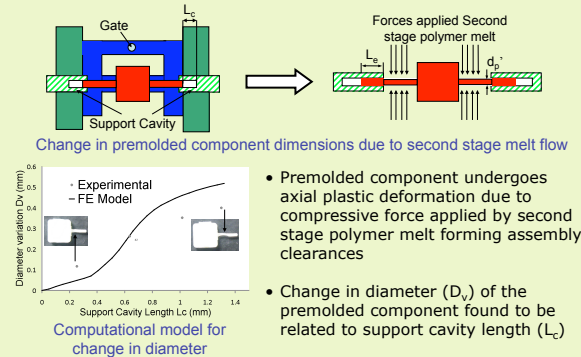 Gate
Lc
Support Cavity
Forces applied Second
stage polymer melt
Le
dp’
Change in premolded component dimensions due to second stage melt flow
Diameter variation Dv (mm)
0.6
0.5
0.4
0.3
0.2
0.1
0
Experimental
FE Model
0 0.2 0.4 0.6 0.8 1 1.2 1.4 1.6
Support Cavity Length Lc (mm)
Computational model for
change in diameter
• Premolded component undergoes
axial plastic deformation due to
compressive force applied by second
stage polymer melt forming assembly
clearances
• Change in diameter (Dv) of the
premolded component found to be
related to support cavity length (Lc)